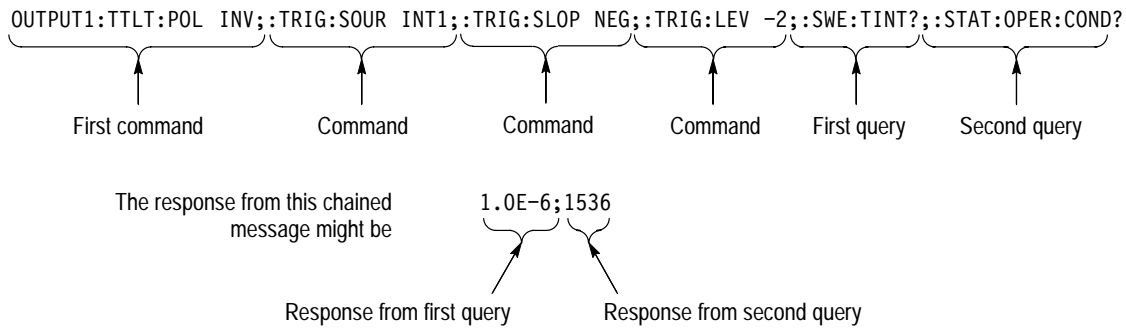 OUTPUT1:TTLT:POL INV;:TRIG:SOUR INT1;:TRIG:SLOP NEG;:TRIG:LEV -2;:SWE:TINT?;:STAT:OPER:COND?
First command Command Command Command First query Second query
The response from this chained 1.0E-6;1536
message might be
Response from first query Response from second query